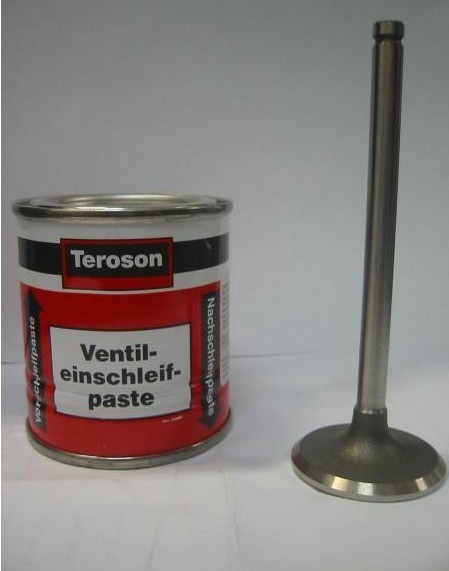 Teroson
Ventil-
einschleif-
paste
Vorschleifpaste
Nachschleifpaste